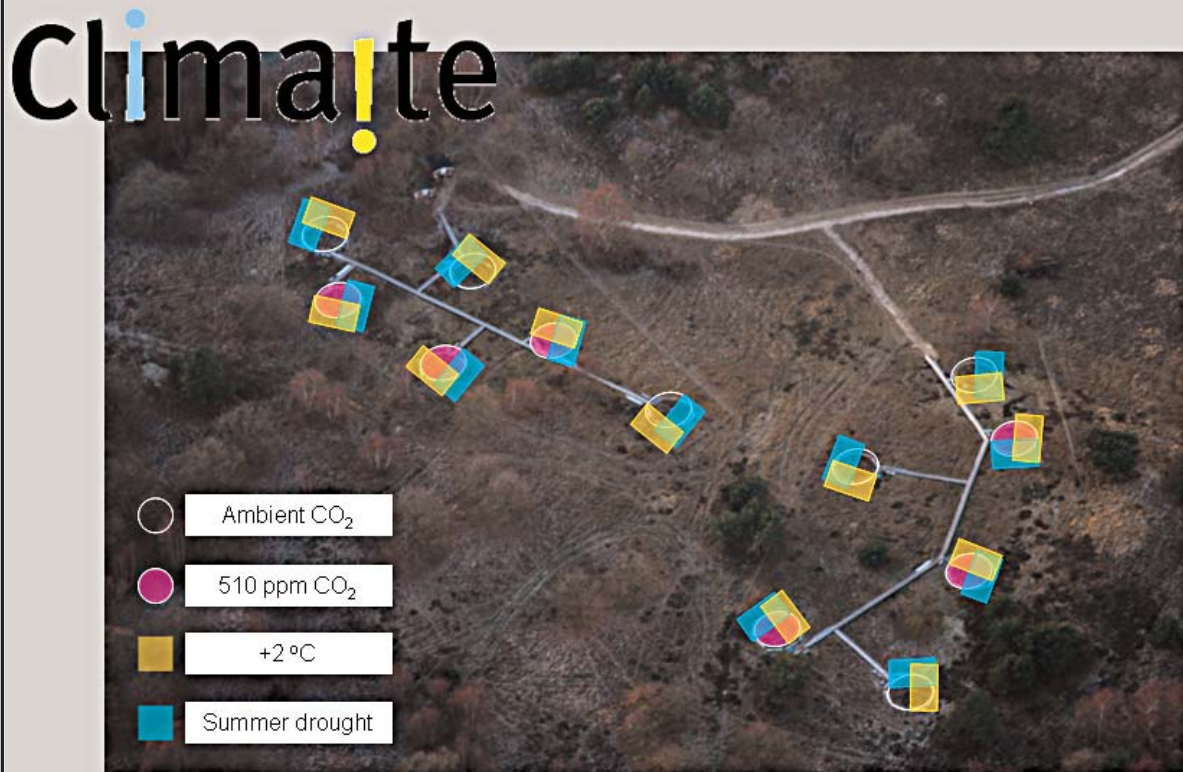 Climaite
Ambient CO₂
510 ppm CO₂
+2 ºC
Summer drought